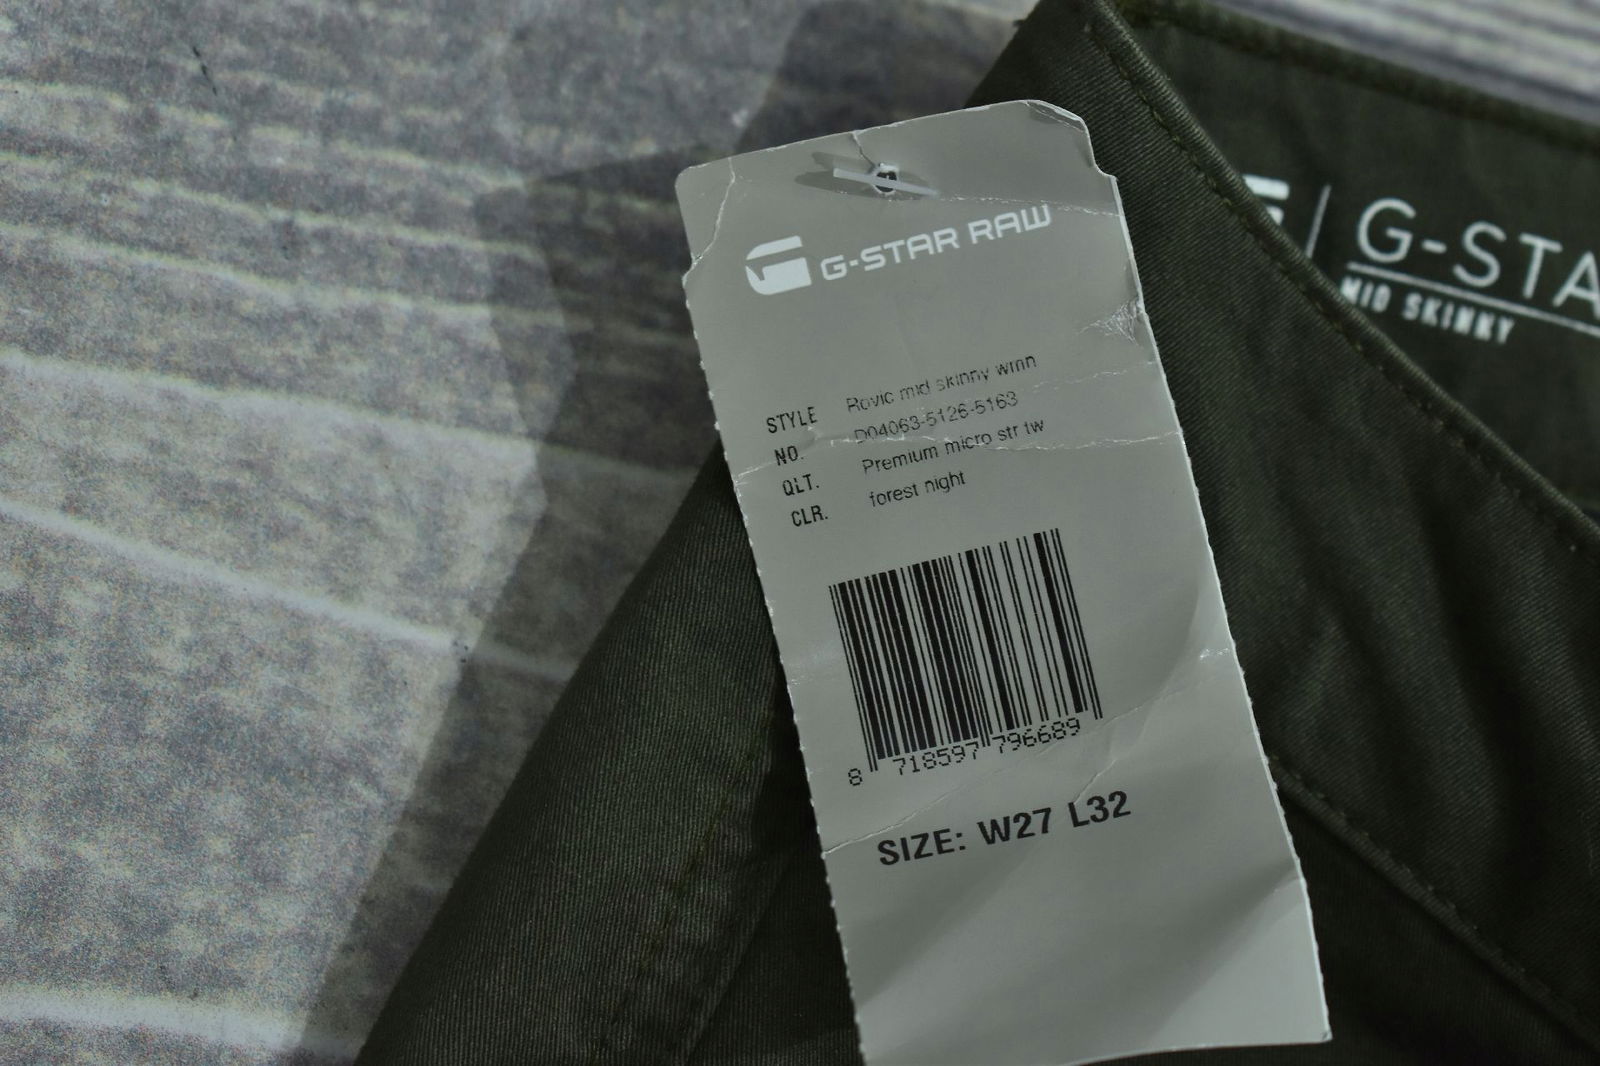 G-STAR RAW
STYLE Rovic mid skinny wmn
NO. D04063-5126-5163
QLT. Premium micro str tw
CLR. forest night
8 718597 796689
SIZE: W27 L32
G-STA
MID SKINNY